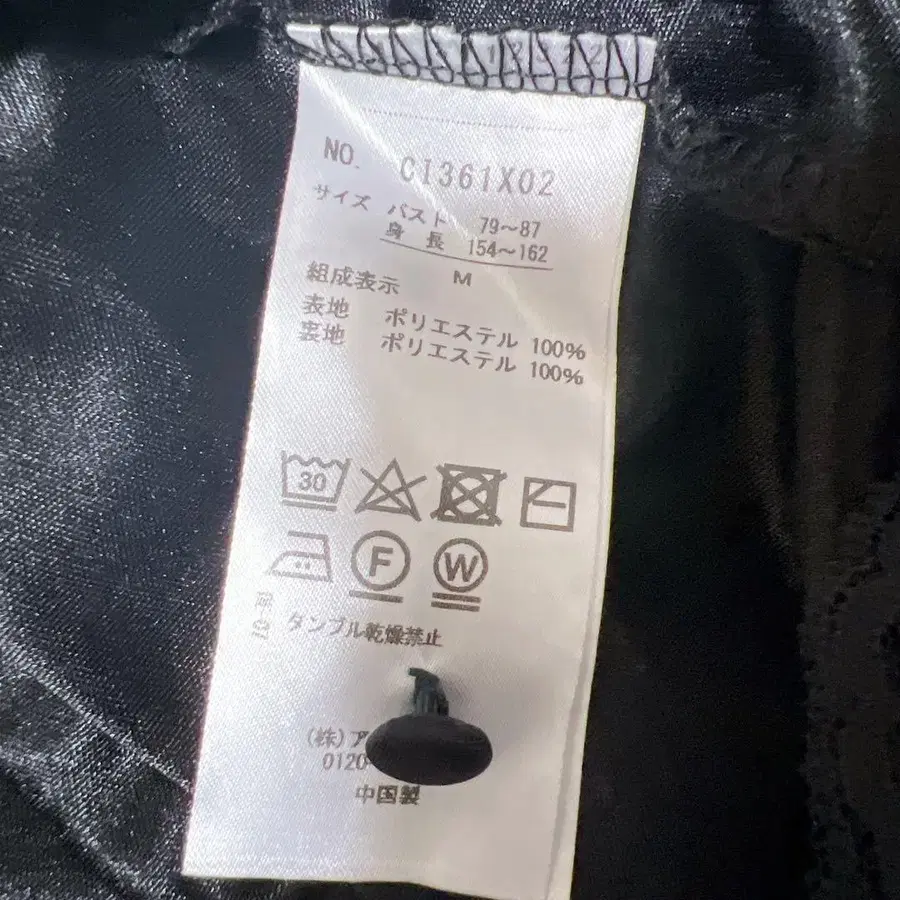 NO. CI361X02
サイズ バスト 79〜87
身長 154〜162
M
組成表示
表地 ポリエステル 100%
裏地 ポリエステル 100%
30
F W
タンブル乾燥禁止
(株)ア
0120-
中国製